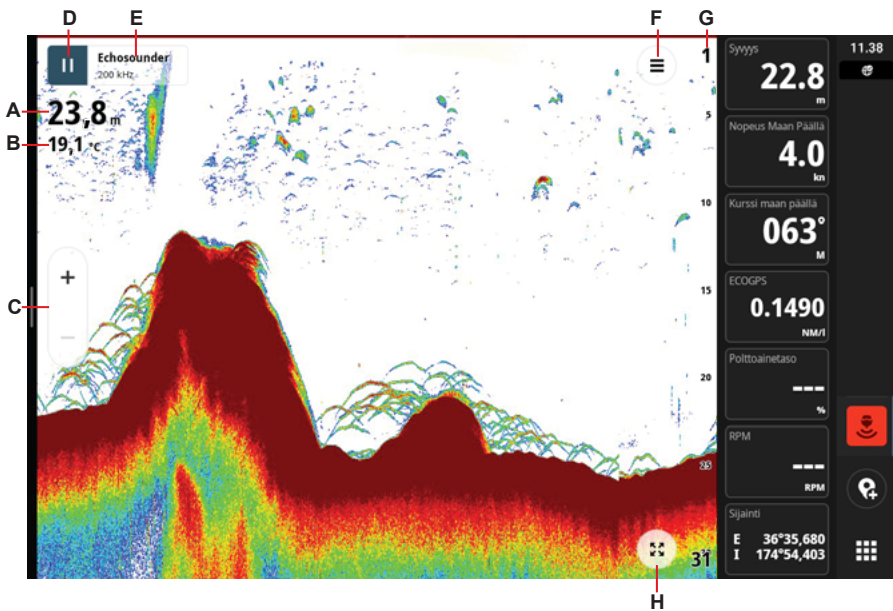 D E F G
Echosounder
200 kHz
A
23,8 m
B
19,1 °C
C
+
−
1
5
10
15
20
25
31
H
Syvyys
22.8
m
Nopeus Maan Päällä
4.0
kn
Kurssi maan päällä
063°
M
ECOGPS
0.1490
NM/l
Polttoainetaso
---
%
RPM
---
RPM
Sijainti
E 36°35,680
I 174°54,403
11.38